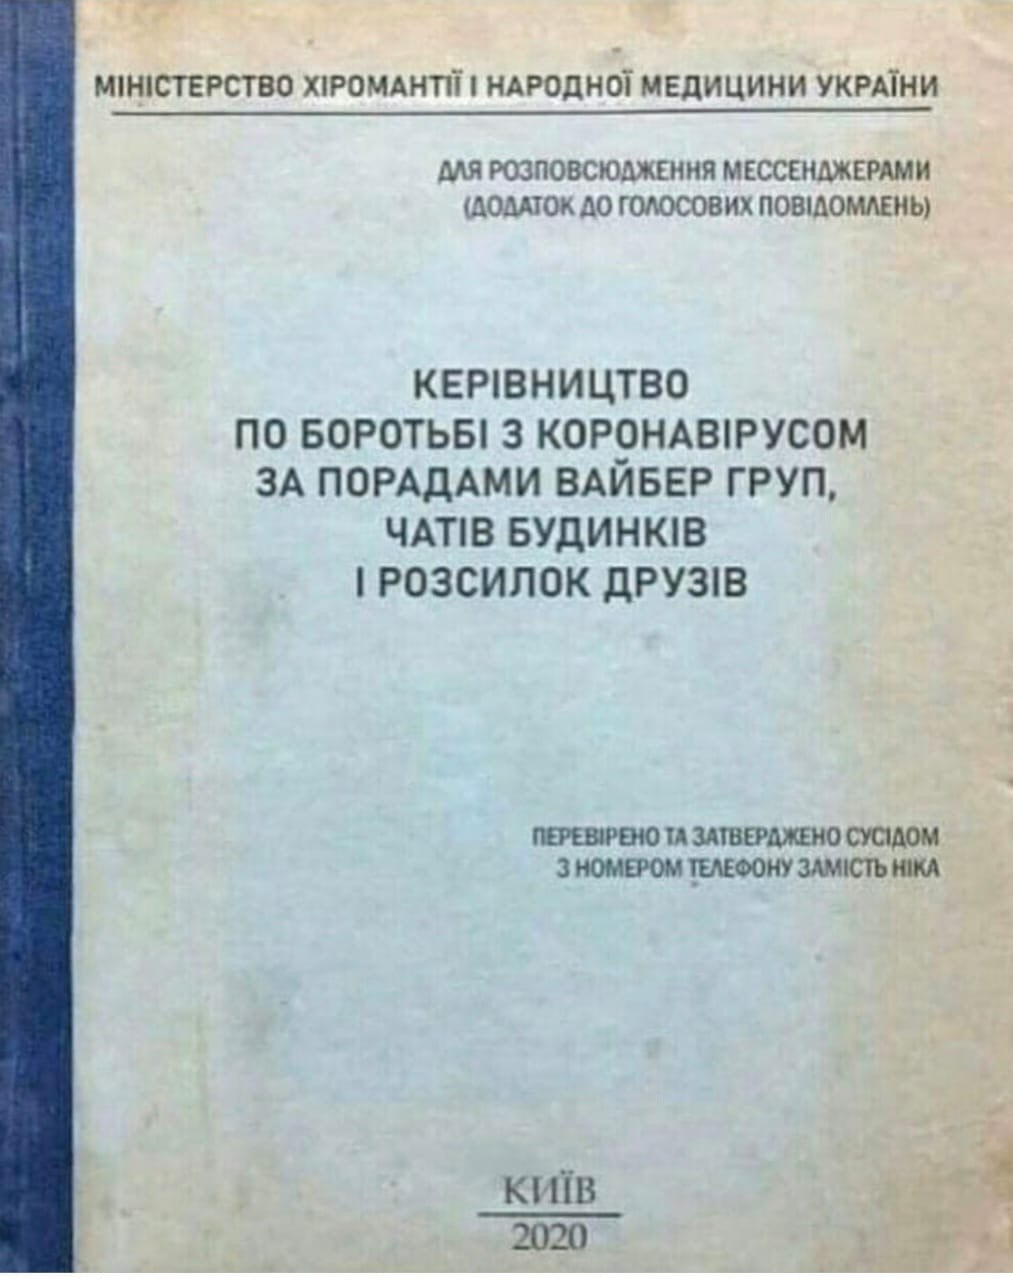 МІНІСТЕРСТВО ХІРОМАНТІЇ І НАРОДНОЇ МЕДИЦИНИ УКРАЇНИ
ДЛЯ РОЗПОВСЮДЖЕННЯ МЕССЕНДЖЕРАМИ
(ДОДАТОК ДО ГОЛОСОВИХ ПОВІДОМЛЕНЬ)
КЕРІВНИЦТВО
ПО БОРОТЬБІ З КОРОНАВІРУСОМ
ЗА ПОРАДАМИ ВАЙБЕР ГРУП,
ЧАТІВ БУДИНКІВ
І РОЗСИЛОК ДРУЗІВ
ПЕРЕВІРЕНО ТА ЗАТВЕРДЖЕНО СУСІДОМ
З НОМЕРОМ ТЕЛЕФОНУ ЗАМІСТЬ НІКА
КИЇВ
2020